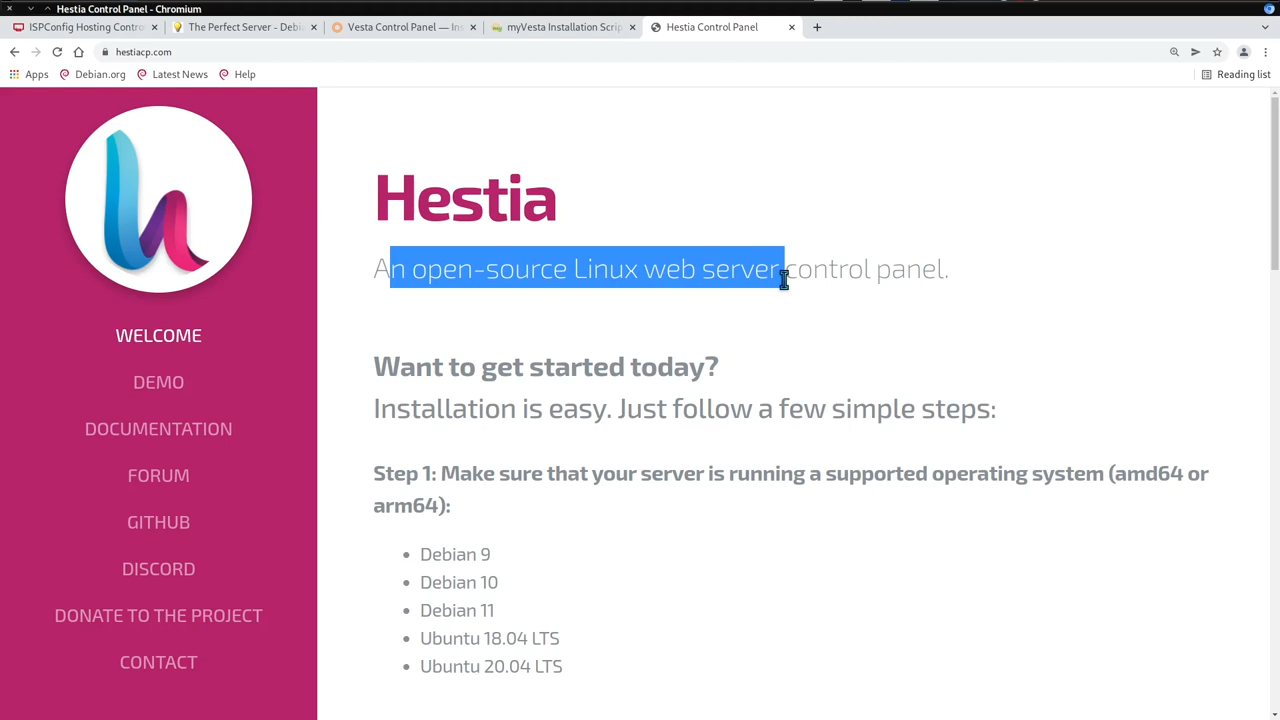 Hestia Control Panel - Chromium
ISPConfig Hosting Contro
The Perfect Server - Debi
Vesta Control Panel — Ins
myVesta Installation Scrip
Hestia Control Panel
hestiacp.com
Apps
Debian.org
Latest News
Help
Reading list
WELCOME
DEMO
DOCUMENTATION
FORUM
GITHUB
DISCORD
DONATE TO THE PROJECT
CONTACT
Hestia
An open-source Linux web server control panel.
Want to get started today?
Installation is easy. Just follow a few simple steps:
Step 1: Make sure that your server is running a supported operating system (amd64 or
arm64):
• Debian 9
• Debian 10
• Debian 11
• Ubuntu 18.04 LTS
• Ubuntu 20.04 LTS